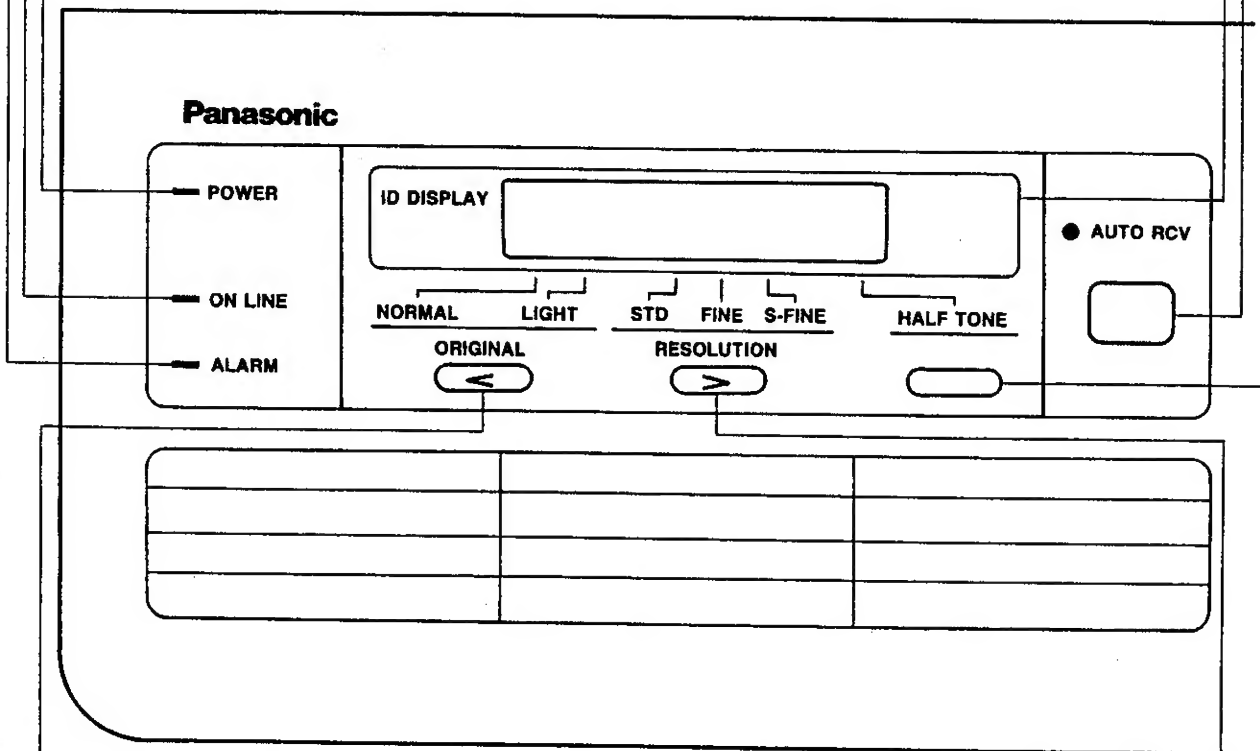 Panasonic
POWER
ON LINE
ALARM
ID DISPLAY
NORMAL LIGHT STD FINE S-FINE HALF TONE
ORIGINAL RESOLUTION
< >
AUTO RCV